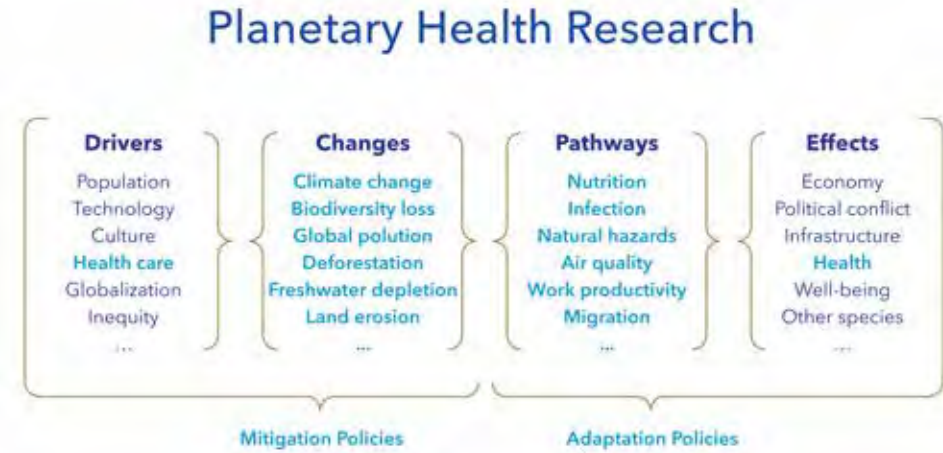 Planetary Health Research
Drivers
Population
Technology
Culture
Health care
Globalization
Inequity
...
Changes
Climate change
Biodiversity loss
Global polution
Deforestation
Freshwater depletion
Land erosion
...
Pathways
Nutrition
Infection
Natural hazards
Air quality
Work productivity
Migration
...
Effects
Economy
Political conflict
Infrastructure
Health
Well-being
Other species
...
Mitigation Policies
Adaptation Policies